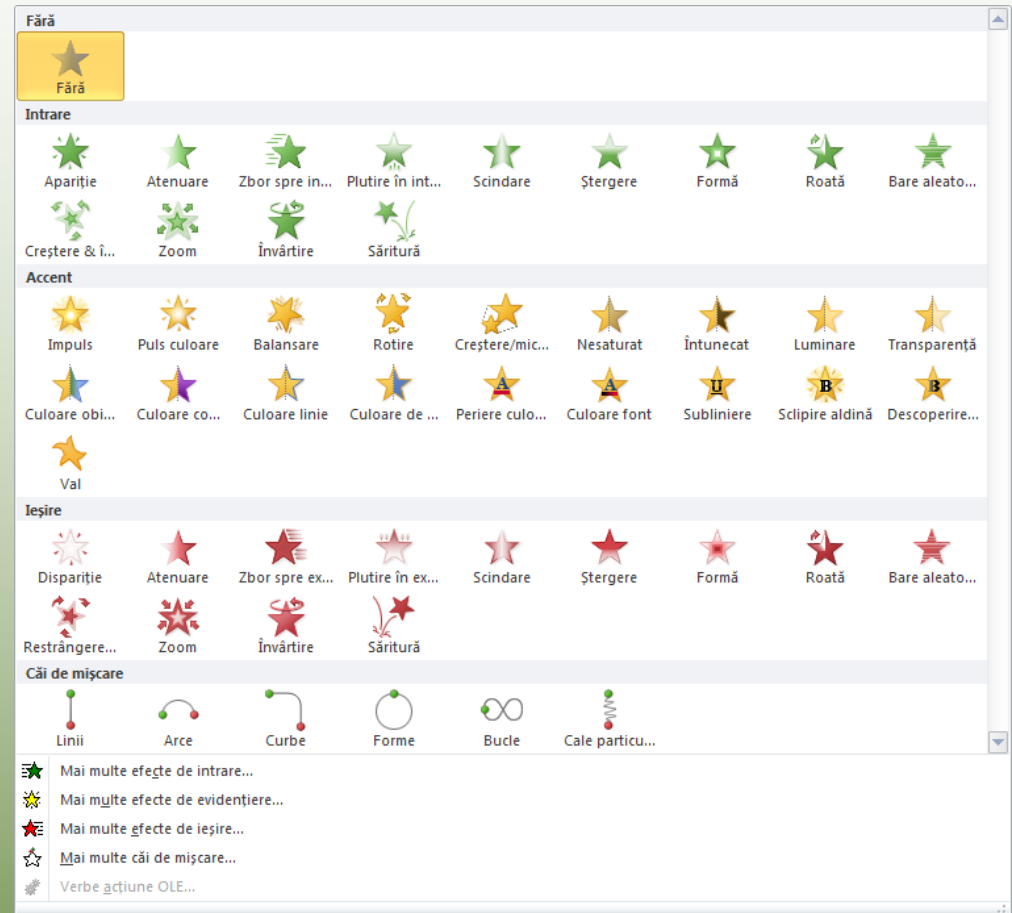 Fără
Fără
Intrare
Apariție Atenuare Zbor spre in... Plutire în int... Scindare Ștergere Formă Roată Bare aleato...
Creștere & î... Zoom Învârtire Săritură
Accent
Impuls Puls culoare Balansare Rotire Creștere/mic... Nesaturat Întunecat Luminare Transparență
Culoare obi... Culoare co... Culoare linie Culoare de ... Periere culo... Culoare font Subliniere Sclipire aldină Descoperire...
Val
Ieșire
Dispariție Atenuare Zbor spre ex... Plutire în ex... Scindare Ștergere Formă Roată Bare aleato...
Restrângere... Zoom Învârtire Săritură
Căi de mișcare
Linii Arce Curbe Forme Bucle Cale particu...
Mai multe efecte de intrare...
Mai multe efecte de evidențiere...
Mai multe efecte de ieșire...
Mai multe căi de mișcare...
Verbe acțiune OLE...